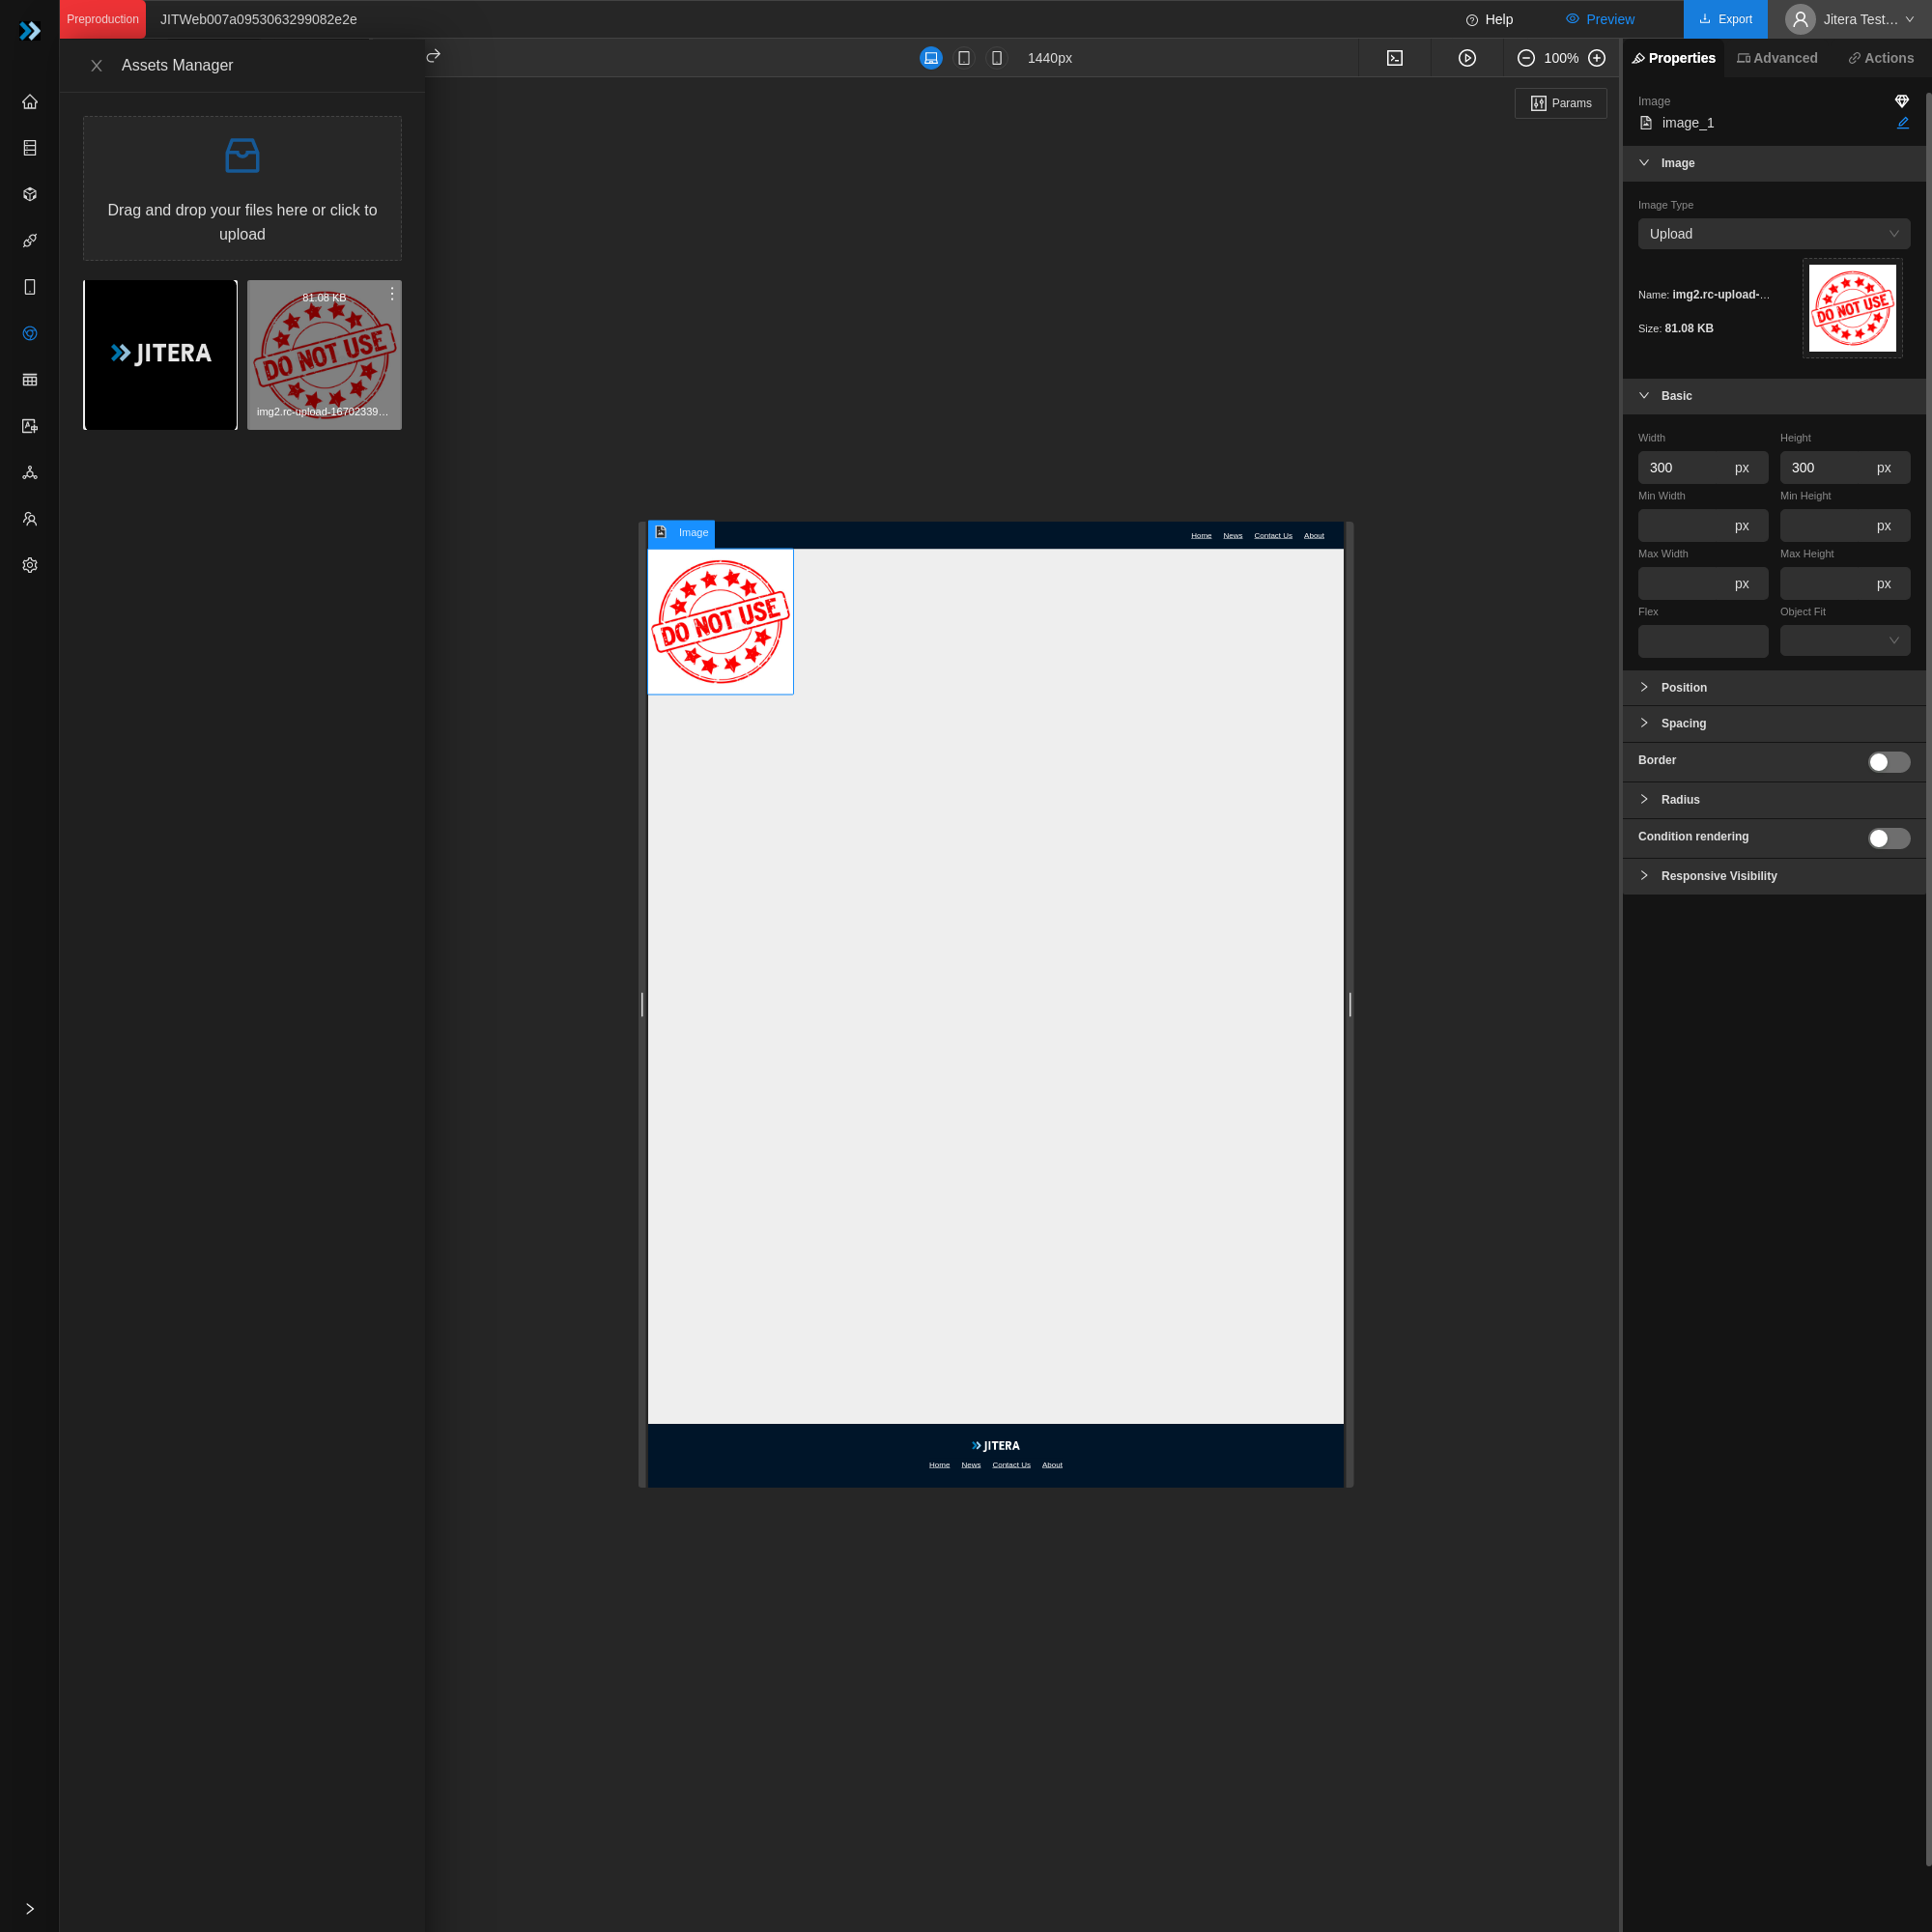 Preproduction
JITWeb007a0953063299082e2e
Help
Preview
Export
Jitera Test…
Assets Manager
1440px
100%
Properties
Advanced
Actions
Params
Drag and drop your files here or click to
upload
JITERA
81.08 KB
DO NOT USE
img2.rc-upload-16702339…
Image
image_1
Image
Image Type
Upload
Name: img2.rc-upload-…
Size: 81.08 KB
DO NOT USE
Basic
Width
Height
300 px
300 px
Min Width
Min Height
px
px
Max Width
Max Height
px
px
Flex
Object Fit
Position
Spacing
Border
Radius
Condition rendering
Responsive Visibility
Image
Home News Contact Us About
DO NOT USE
JITERA
Home News Contact Us About